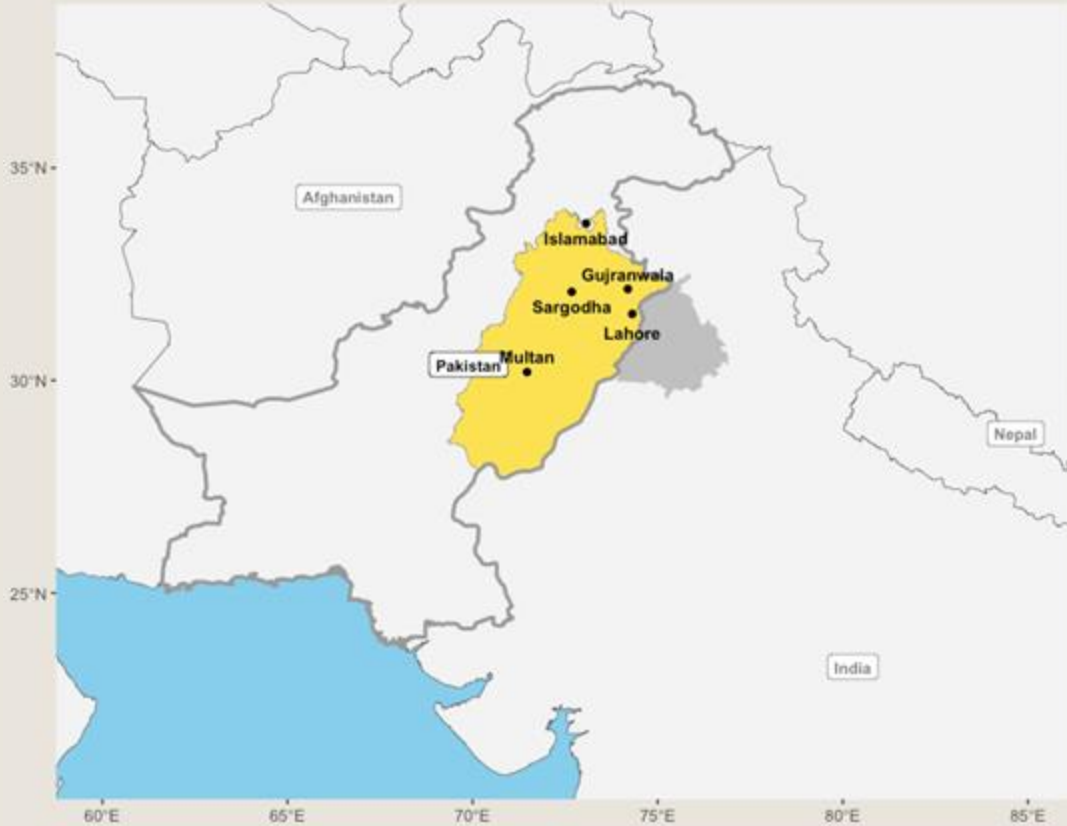 35°N
Afghanistan
Islamabad
Gujranwala
Sargodha
Lahore
Multan
Pakistan
30°N
Nepal
25°N
India
60°E
65°E
70°E
75°E
80°E
85°E